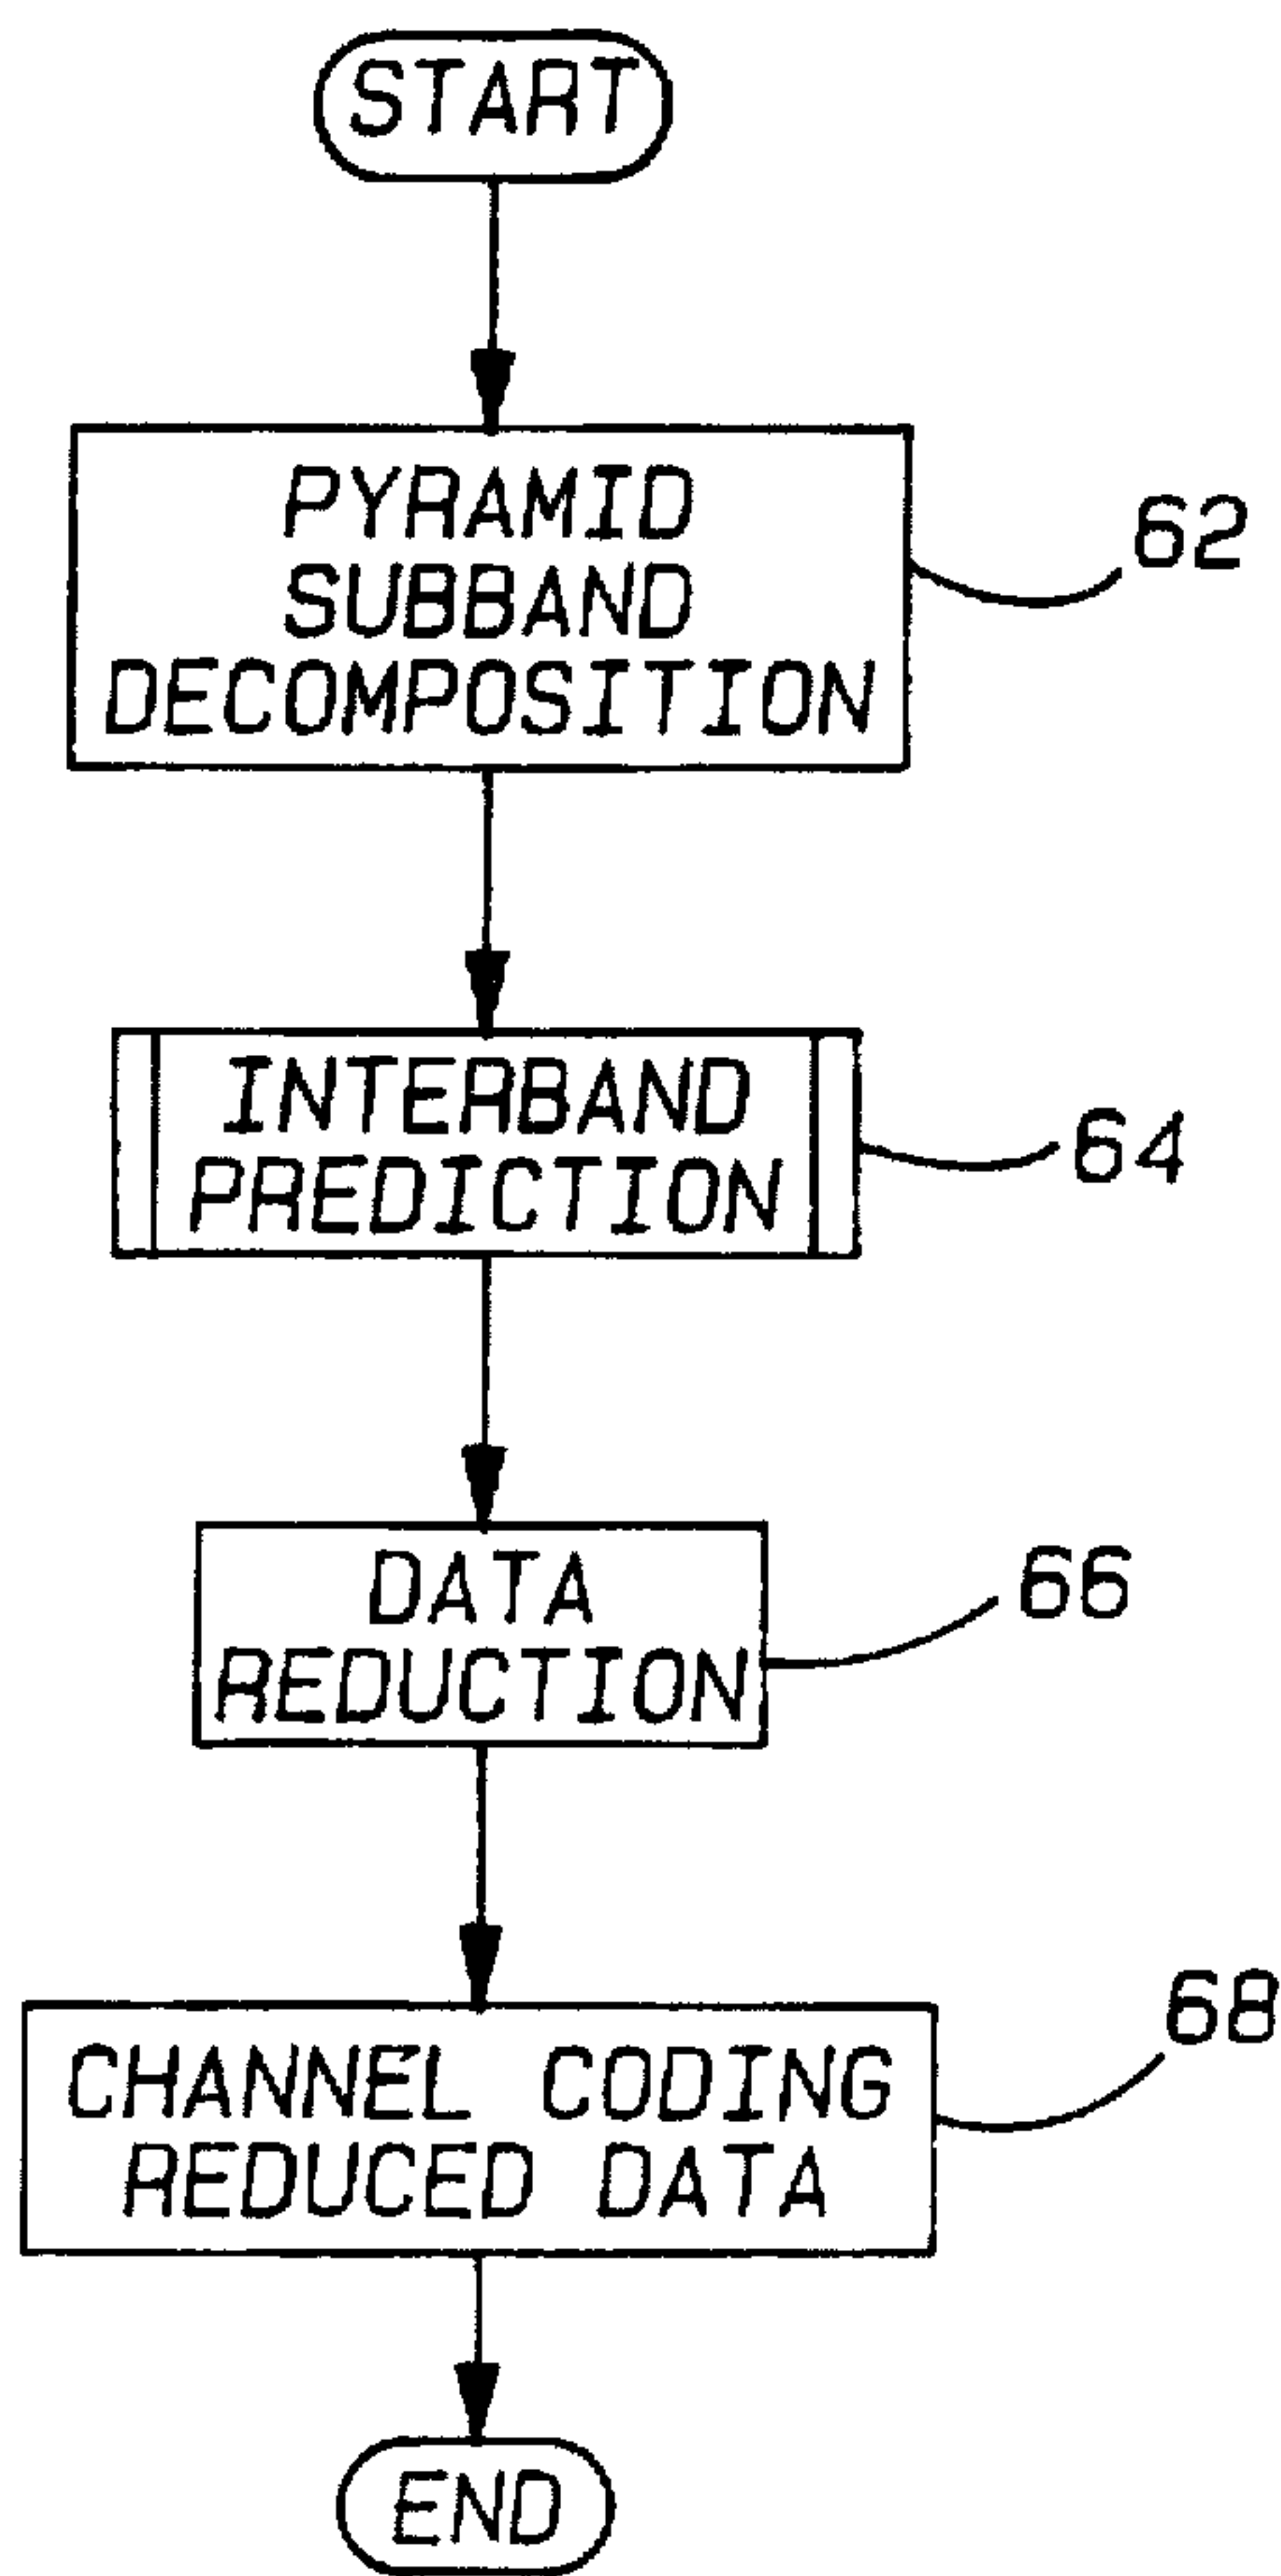 START
PYRAMID
SUBBAND
DECOMPOSITION
62
INTERBAND
PREDICTION
64
DATA
REDUCTION
66
CHANNEL CODING
REDUCED DATA
68
END